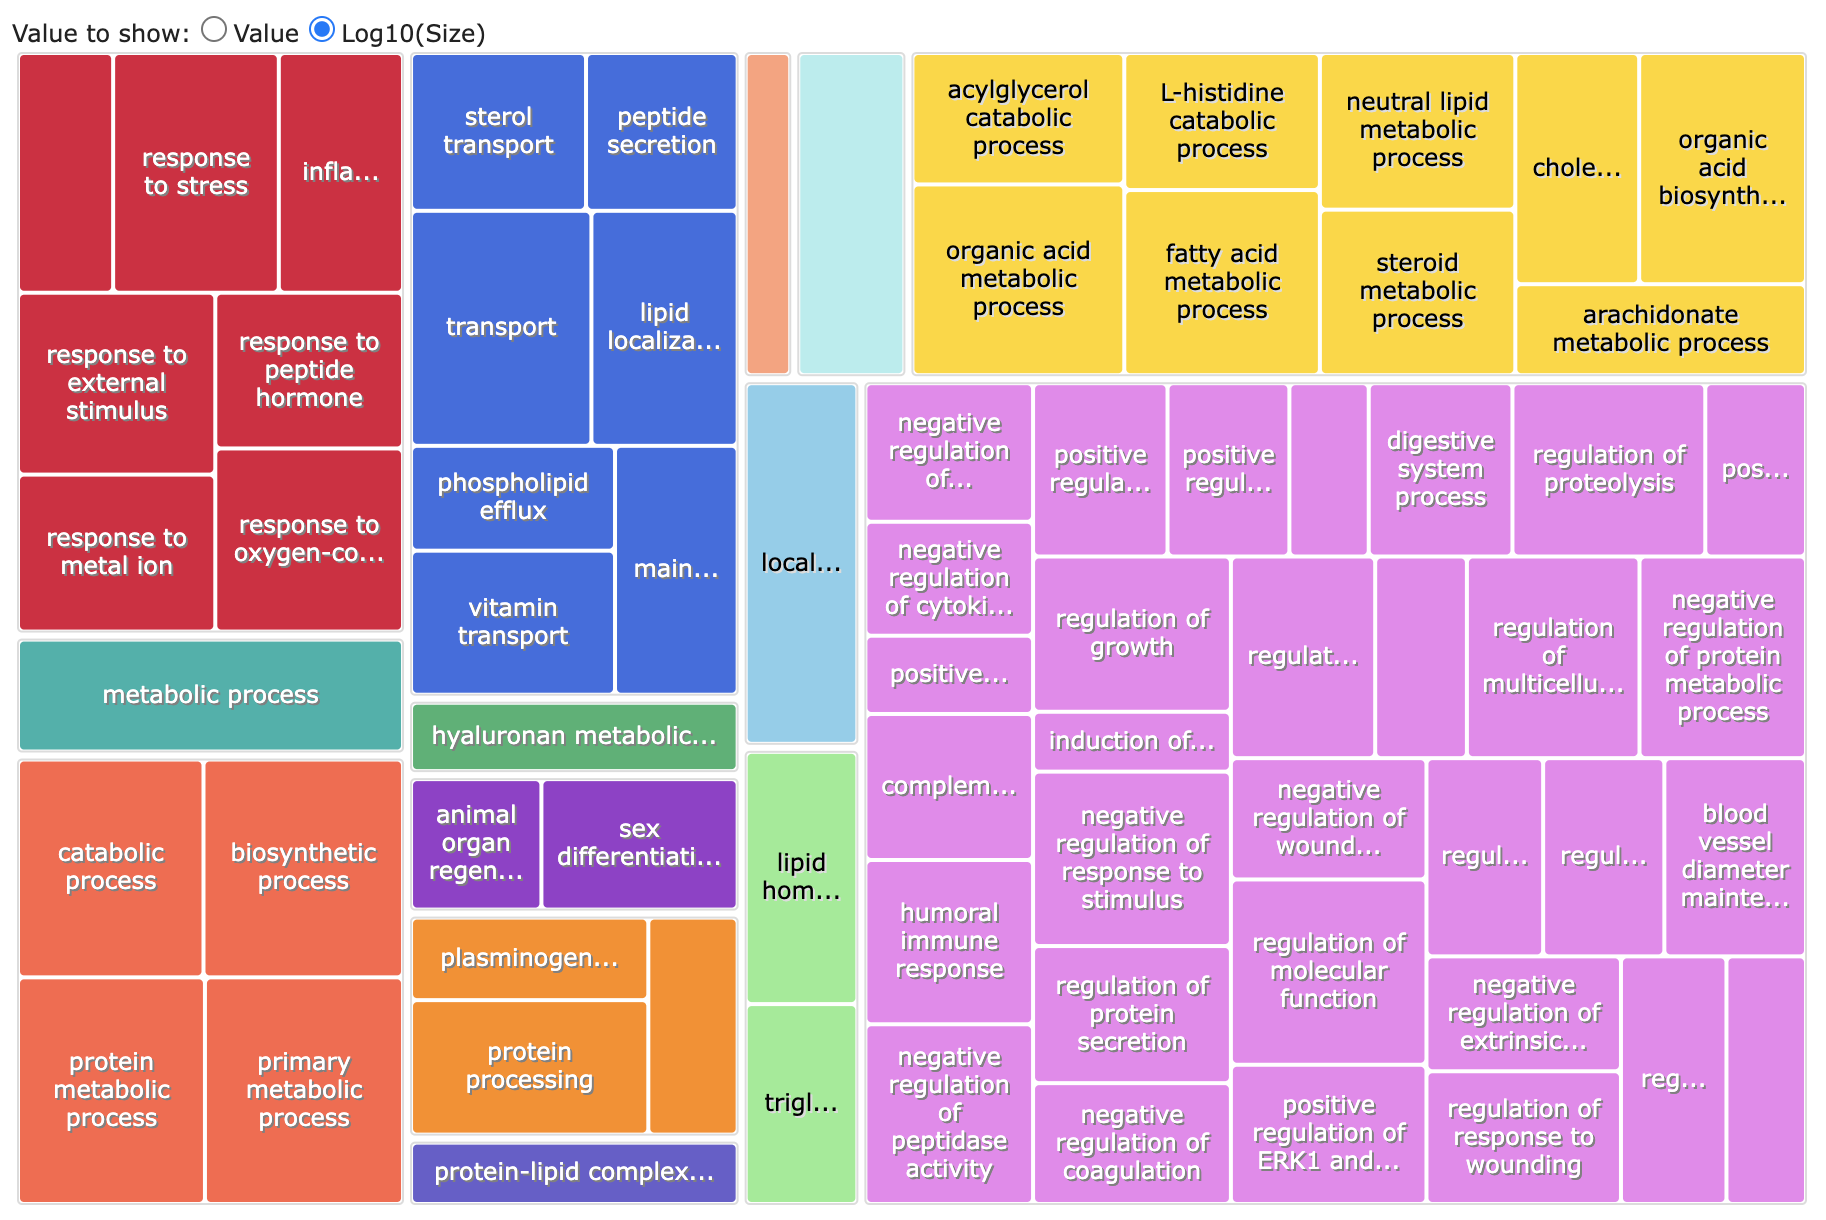 Value to show: Value Log10(Size)
response
to stress
infla...
response to
external
stimulus
response to
peptide
hormone
response to
metal ion
response to
oxygen-co...
metabolic process
catabolic
process
biosynthetic
process
protein
metabolic
process
primary
metabolic
process
sterol
transport
peptide
secretion
transport
lipid
localiza...
phospholipid
efflux
main...
vitamin
transport
hyaluronan metabolic...
animal
organ
regen...
sex
differentiati...
plasminogen...
protein
processing
protein-lipid complex...
local...
lipid
hom...
trigl...
acylglycerol
catabolic
process
L-histidine
catabolic
process
neutral lipid
metabolic
process
chole...
organic
acid
biosynth...
organic acid
metabolic
process
fatty acid
metabolic
process
steroid
metabolic
process
arachidonate
metabolic process
negative
regulation
of...
positive
regula...
positive
regul...
digestive
system
process
regulation of
proteolysis
pos...
negative
regulation
of cytoki...
positive...
complem...
humoral
immune
response
negative
regulation
of
peptidase
activity
regulation of
growth
induction of...
negative
regulation of
response to
stimulus
regulation of
protein
secretion
negative
regulation of
coagulation
regulat...
regulation
of
multicellu...
negative
regulation
of protein
metabolic
process
negative
regulation of
wound...
regulation of
molecular
function
positive
regulation of
ERK1 and...
regul...
regul...
blood
vessel
diameter
mainte...
negative
regulation of
extrinsic...
regulation of
response to
wounding
reg...